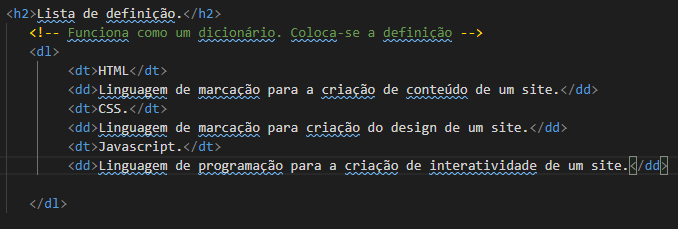 <h2>Lista de definição.</h2>
<!-- Funciona como um dicionário. Coloca-se a definição -->
<dl>
<dt>HTML</dt>
<dd>Linguagem de marcação para a criação de conteúdo de um site.</dd>
<dt>CSS.</dt>
<dd>Linguagem de marcação para criação do design de um site.</dd>
<dt>Javascript.</dt>
<dd>Linguagem de programação para a criação de interatividade de um site.</dd>
</dl>